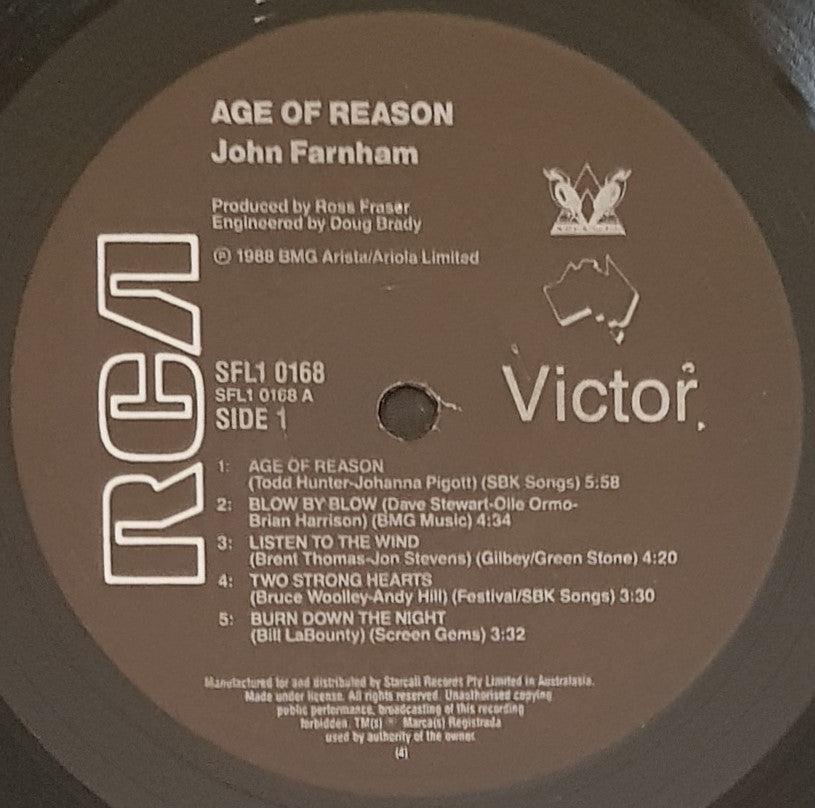 AGE OF REASON
John Farnham
Produced by Ross Fraser
Engineered by Doug Brady
℗ 1988 BMG Arista/Ariola Limited
RCA
Victor
SFL1 0168
SFL1 0168 A
SIDE 1
1: AGE OF REASON
(Todd Hunter-Johanna Pigott) (SBK Songs) 5:58
2: BLOW BY BLOW (Dave Stewart-Olle Ormo-
Brian Harrison) (BMG Music) 4:34
3: LISTEN TO THE WIND
(Brent Thomas-Jon Stevens) (Gilbey/Green Stone) 4:20
4: TWO STRONG HEARTS
(Bruce Woolley-Andy Hill) (Festival/SBK Songs) 3:30
5: BURN DOWN THE NIGHT
(Bill LaBounty) (Screen Gems) 3:32
Manufactured for and distributed by Starcall Records Pty Limited in Australasia.
Made under license. All rights reserved. Unauthorised copying
public performance, broadcasting of this recording
forbidden. TM(s) ® Marca(s) Registrada
used by authority of the owner.
(4)